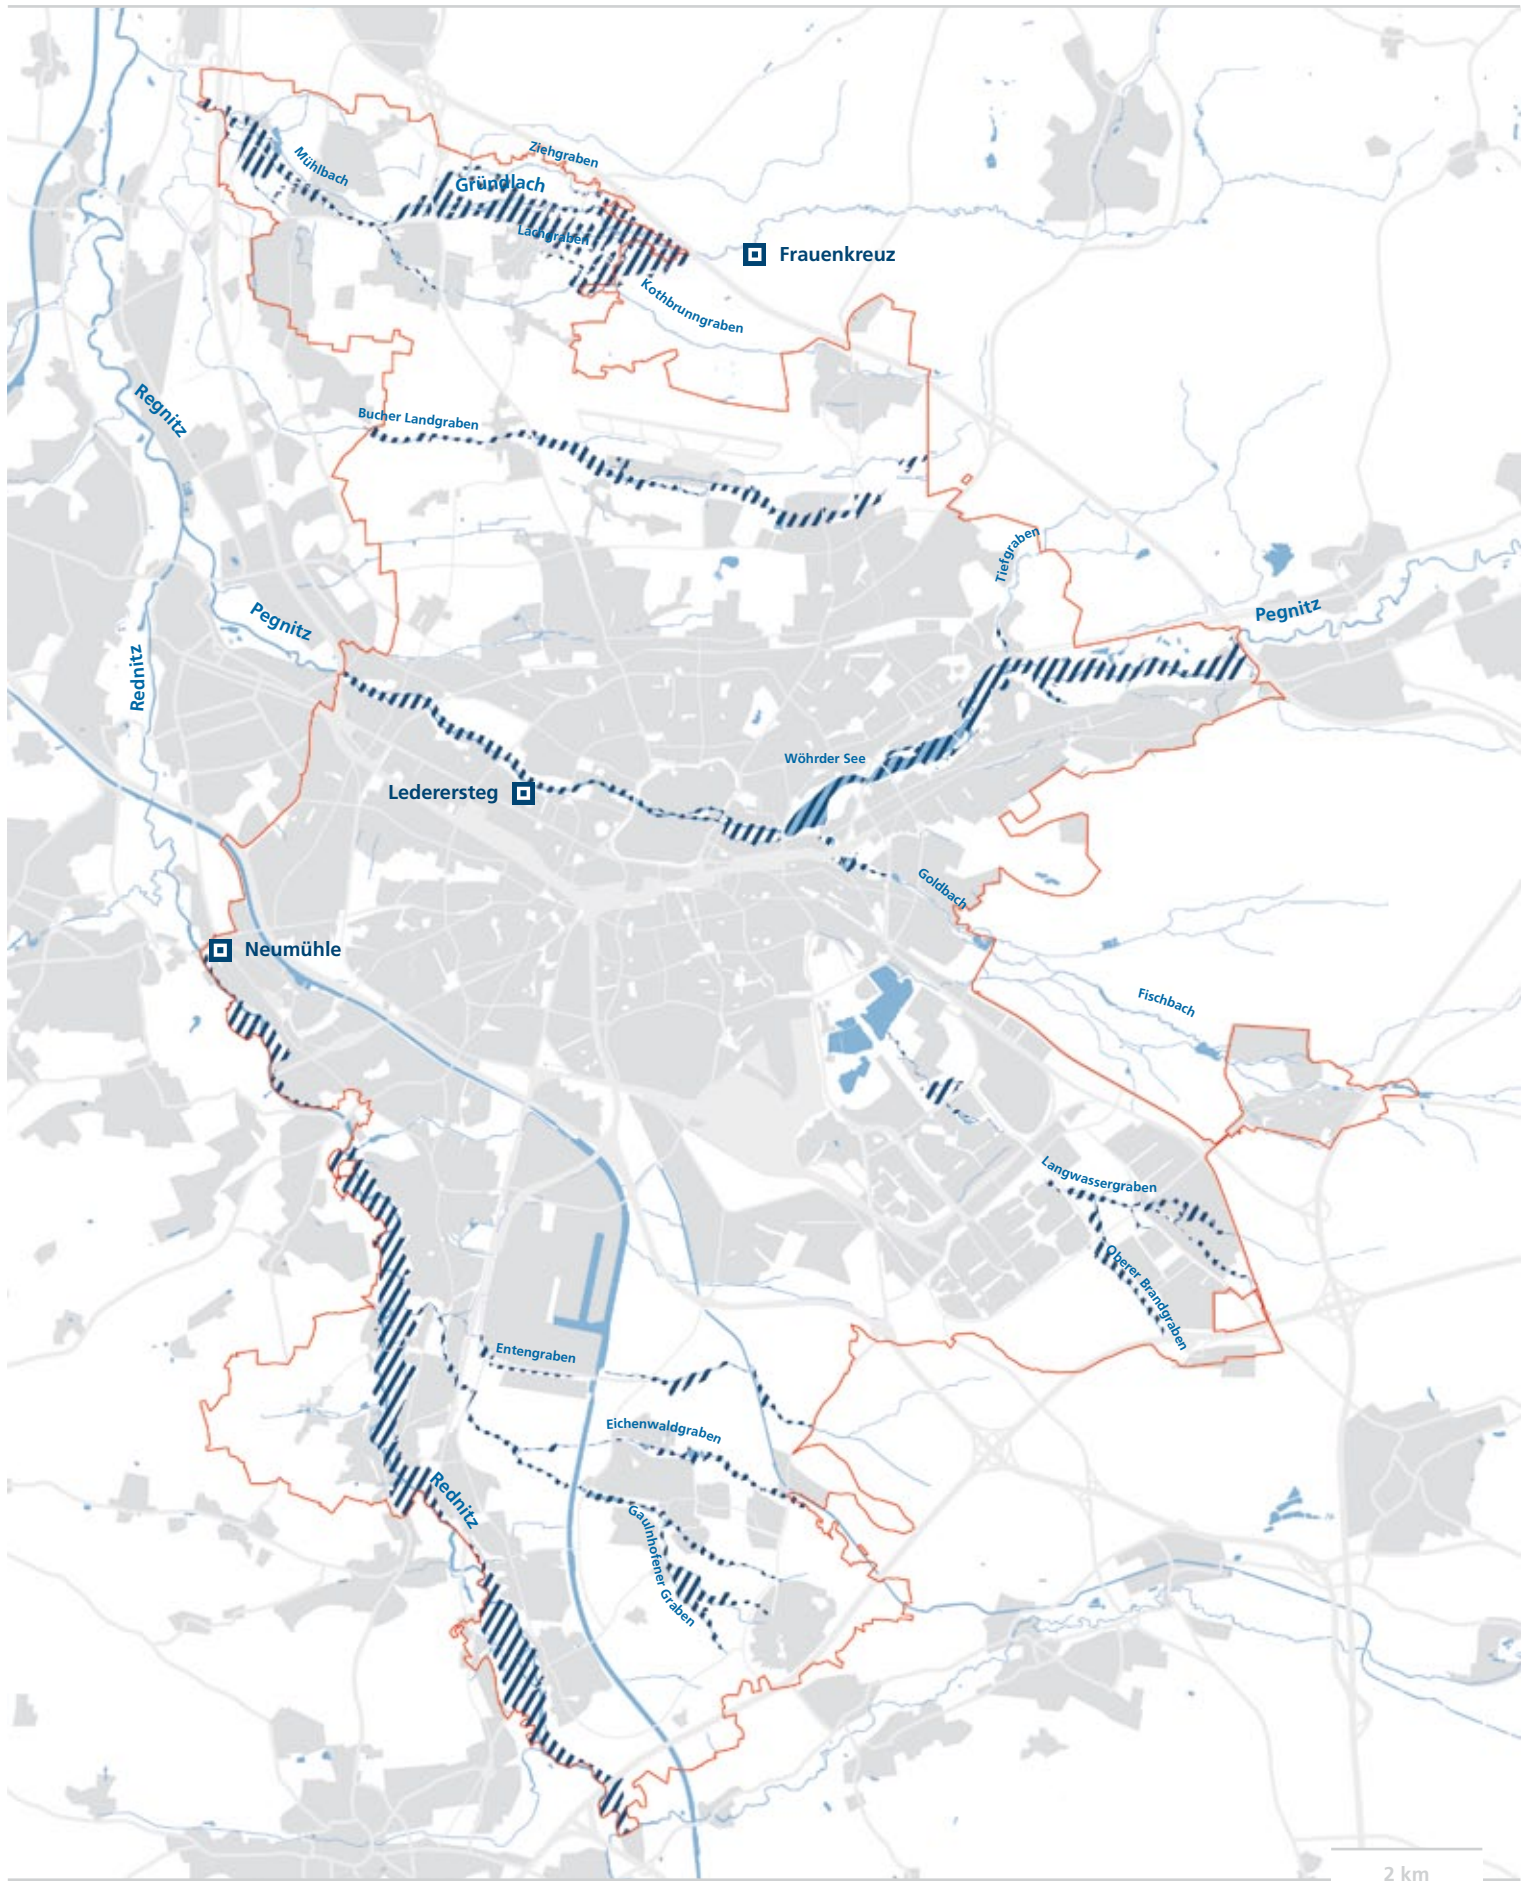 Ziehgraben
Mühlbach
Gründlach
Lachgraben
Frauenkreuz
Kothbrunngraben
Regnitz
Bucher Landgraben
Tiefgraben
Pegnitz
Pegnitz
Rednitz
Wöhrder See
Lederersteg
Goldbach
Neumühle
Fischbach
Langwassergraben
Oberer Brandgraben
Entengraben
Eichenwaldgraben
Rednitz
Gaulnhofener Graben
2 km